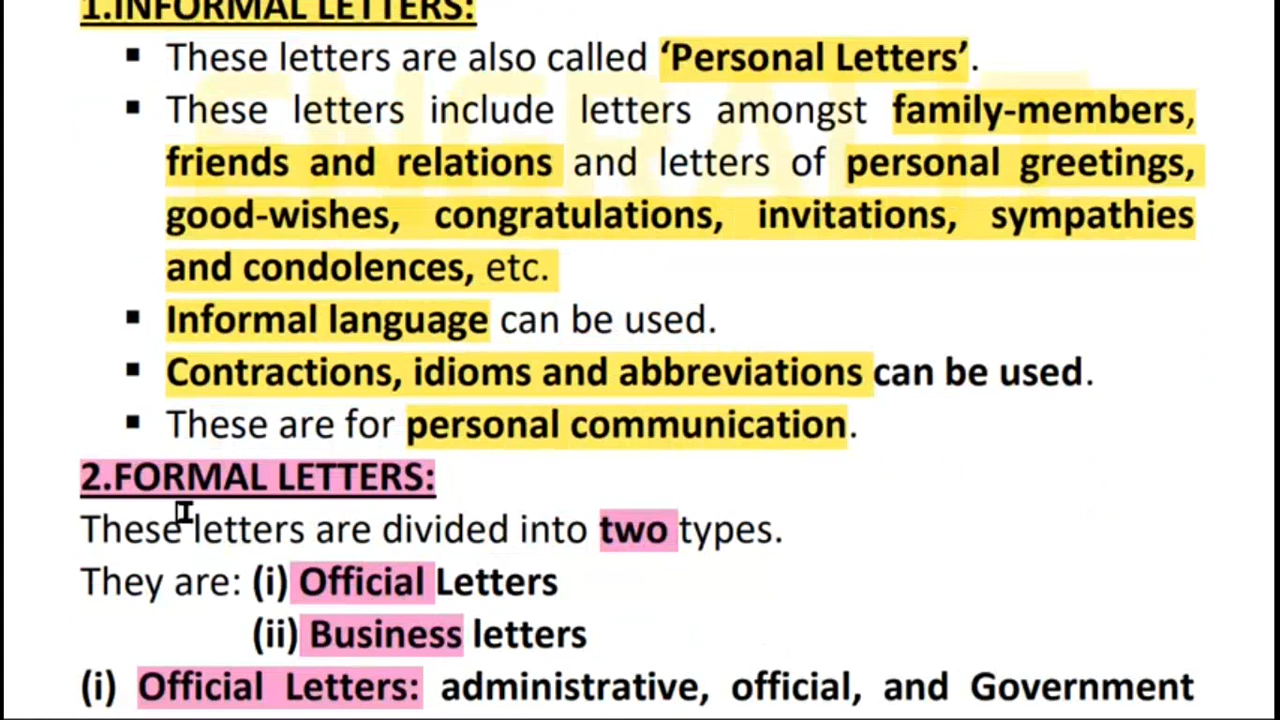 1.INFORMAL LETTERS:
▪ These letters are also called ‘Personal Letters’.
▪ These letters include letters amongst family-members,
friends and relations and letters of personal greetings,
good-wishes, congratulations, invitations, sympathies
and condolences, etc.
▪ Informal language can be used.
▪ Contractions, idioms and abbreviations can be used.
▪ These are for personal communication.
2.FORMAL LETTERS:
These letters are divided into two types.
They are: (i) Official Letters
(ii) Business letters
(i) Official Letters: administrative, official, and Government